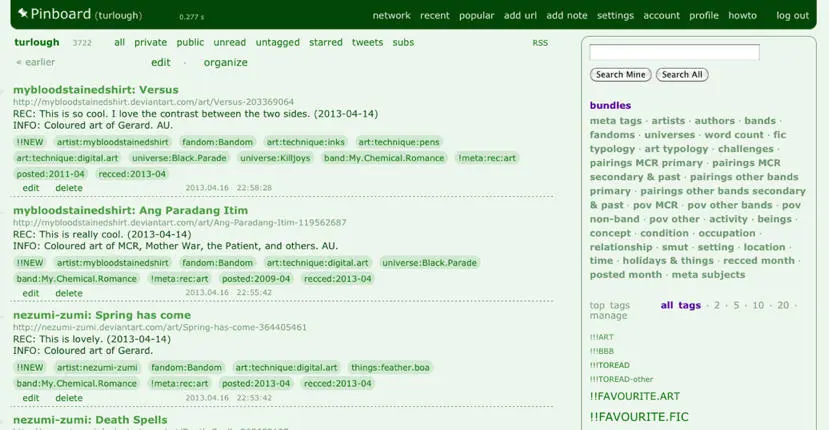 Pinboard (turlough) 0.277 s network recent popular add url add note settings account profile howto log out
turlough 3722 all private public unread untagged starred tweets subs RSS
« earlier edit · organize
mybloodstainedshirt: Versus
http://mybloodstainedshirt.deviantart.com/art/Versus-203369064
REC: This is so cool. I love the contrast between the two sides. (2013-04-14)
INFO: Coloured art of Gerard. AU.
!!NEW artist:mybloodstainedshirt fandom:Bandom art:technique:inks art:technique:pens
art:technique:digital.art universe:Black.Parade universe:Killjoys band:My.Chemical.Romance !meta:rec:art
posted:2011-04 recced:2013-04
edit delete 2013.04.16 22:58:28
mybloodstainedshirt: Ang Paradang Itim
http://mybloodstainedshirt.deviantart.com/art/Ang-Paradang-Itim-119562687
REC: This is really cool. (2013-04-14)
INFO: Coloured art of MCR, Mother War, the Patient, and others. AU.
!!NEW artist:mybloodstainedshirt fandom:Bandom art:technique:digital.art universe:Black.Parade
band:My.Chemical.Romance !meta:rec:art posted:2009-04 recced:2013-04
edit delete 2013.04.16 22:55:42
nezumi-zumi: Spring has come
http://nezumi-zumi.deviantart.com/art/Spring-has-come-364405461
REC: This is lovely. (2013-04-14)
INFO: Coloured art of Gerard.
!!NEW artist:nezumi-zumi fandom:Bandom art:technique:digital.art things:feather.boa
band:My.Chemical.Romance !meta:rec:art posted:2013-04 recced:2013-04
edit delete 2013.04.16 22:53:42
nezumi-zumi: Death Spells
Search Mine Search All
bundles
meta tags · artists · authors · bands ·
fandoms · universes · word count · fic
typology · art typology · challenges ·
pairings MCR primary · pairings MCR
secondary & past · pairings other bands
primary · pairings other bands secondary
& past · pov MCR · pov other bands · pov
non-band · pov other · activity · beings ·
concept · condition · occupation ·
relationship · smut · setting · location ·
time · holidays & things · recced month ·
posted month · meta subjects
top tags all tags · 2 · 5 · 10 · 20 ·
manage
!!!ART
!!!BBB
!!!TOREAD
!!!TOREAD-other
!!FAVOURITE.ART
!!FAVOURITE.FIC